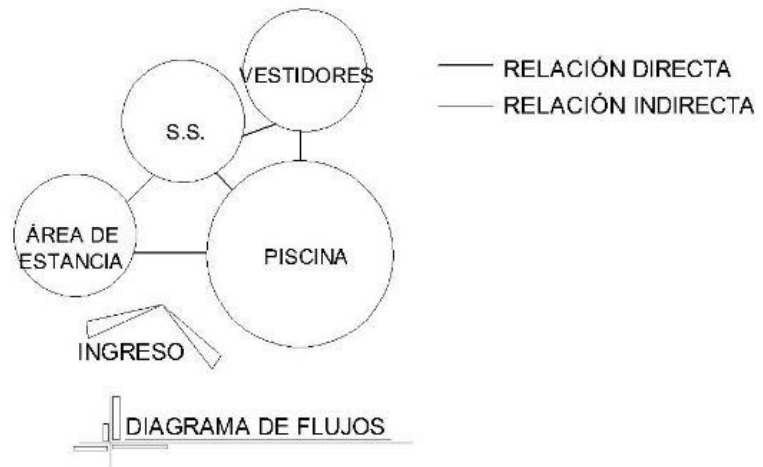 VESTIDORES
RELACIÓN DIRECTA
RELACIÓN INDIRECTA
S.S.
ÁREA DE
ESTANCIA
PISCINA
INGRESO
DIAGRAMA DE FLUJOS